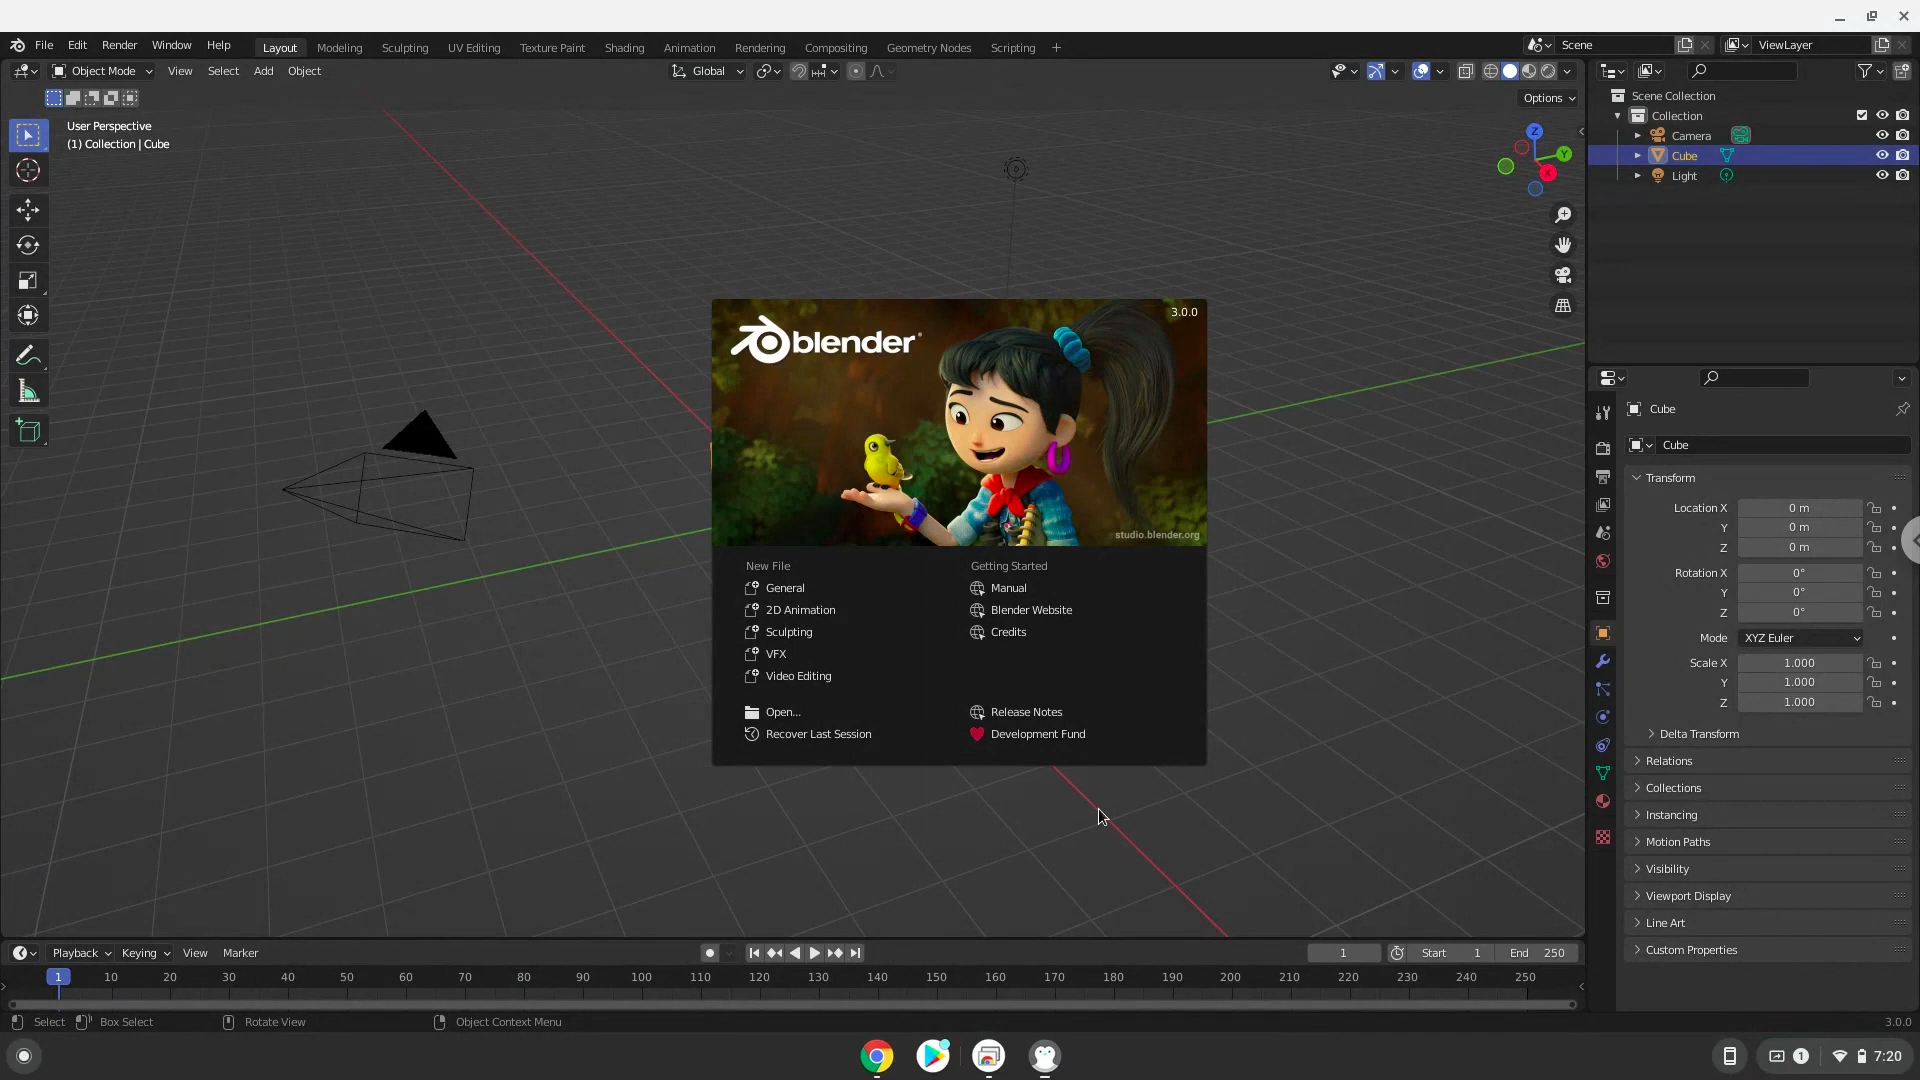 File Edit Render Window Help Layout Modeling Sculpting UV Editing Texture Paint Shading Animation Rendering Compositing Geometry Nodes Scripting + Scene ViewLayer
Object Mode View Select Add Object Global
Options
User Perspective
(1) Collection | Cube
Z
Y
X
Scene Collection
Collection
Camera
Cube
Light
3.0.0
blender
studio.blender.org
New File
General
2D Animation
Sculpting
VFX
Video Editing
Open...
Recover Last Session
Getting Started
Manual
Blender Website
Credits
Release Notes
Development Fund
Cube
Cube
Transform
Location X 0 m
Y 0 m
Z 0 m
Rotation X 0°
Y 0°
Z 0°
Mode XYZ Euler
Scale X 1.000
Y 1.000
Z 1.000
Delta Transform
Relations
Collections
Instancing
Motion Paths
Visibility
Viewport Display
Line Art
Custom Properties
Playback Keying View Marker 1 Start 1 End 250
1 10 20 30 40 50 60 70 80 90 100 110 120 130 140 150 160 170 180 190 200 210 220 230 240 250
Select Box Select Rotate View Object Context Menu 3.0.0
1 7:20